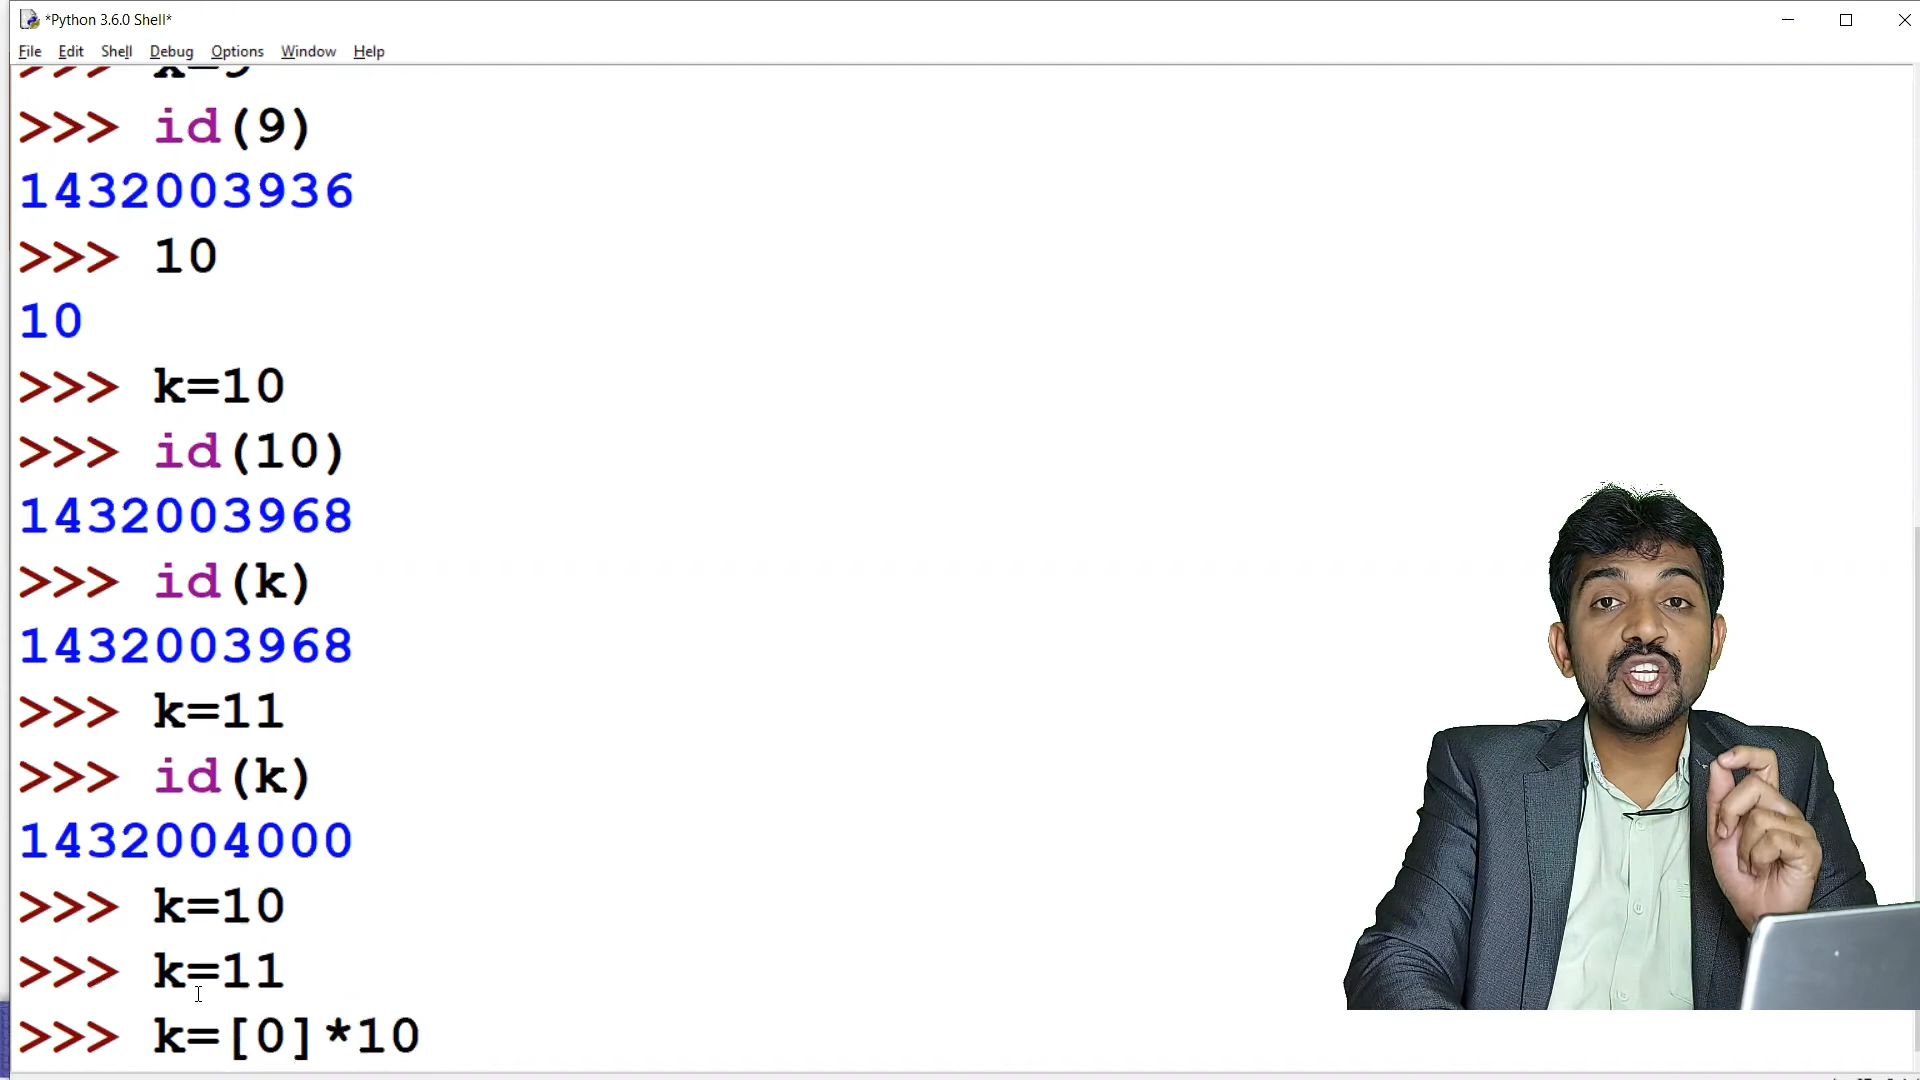 *Python 3.6.0 Shell*
File Edit Shell Debug Options Window Help
>>> x=9
>>> id(9)
1432003936
>>> 10
10
>>> k=10
>>> id(10)
1432003968
>>> id(k)
1432003968
>>> k=11
>>> id(k)
1432004000
>>> k=10
>>> k=11
>>> k=[0]*10